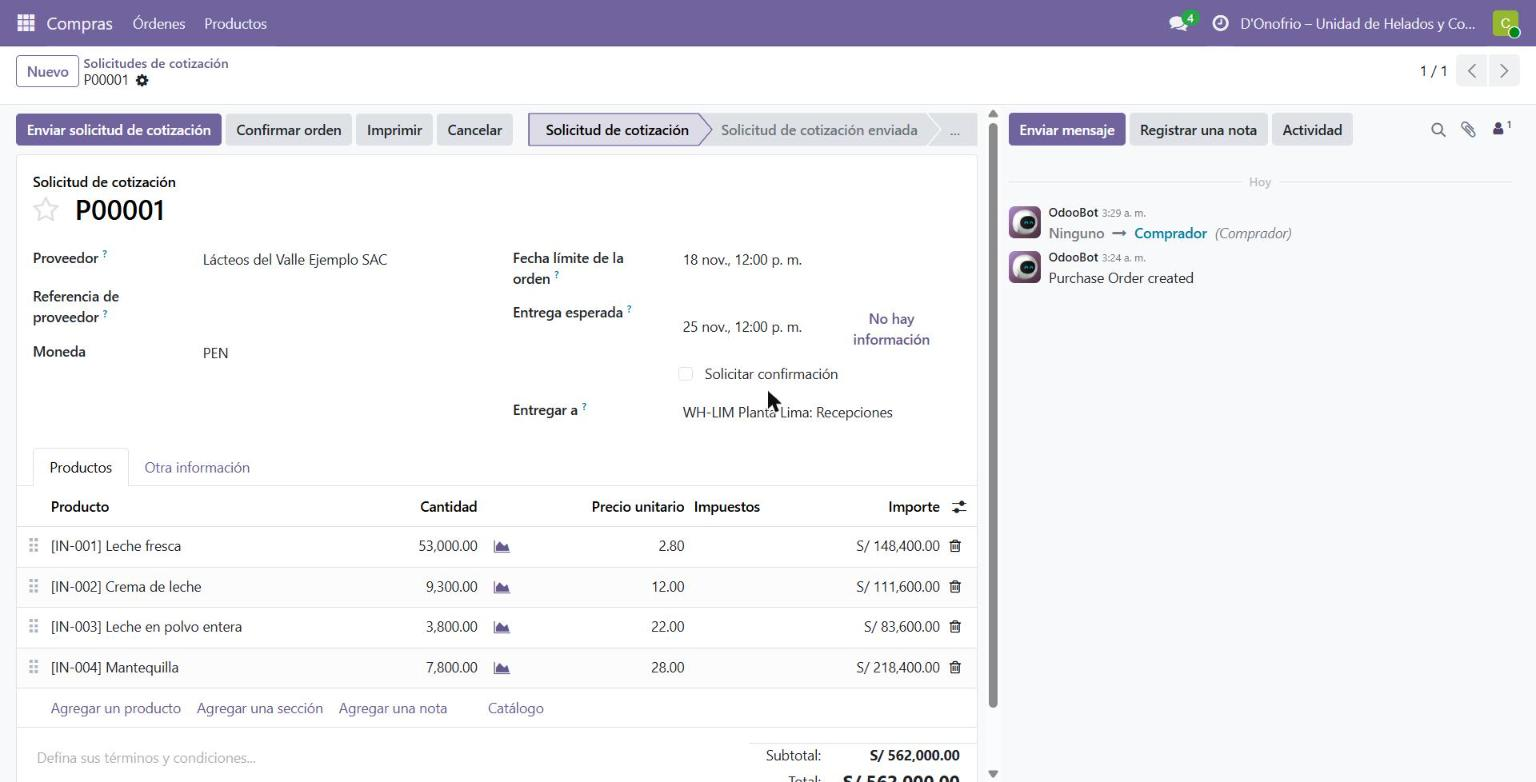 Compras Órdenes Productos 4 D'Onofrio – Unidad de Helados y Co... C
Nuevo Solicitudes de cotización
P00001 1 / 1
Enviar solicitud de cotización Confirmar orden Imprimir Cancelar Solicitud de cotización Solicitud de cotización enviada ... Enviar mensaje Registrar una nota Actividad 1
Solicitud de cotización
P00001
Proveedor ? Lácteos del Valle Ejemplo SAC
Referencia de
proveedor ?
Moneda PEN
Fecha límite de la
orden ? 18 nov., 12:00 p. m.
Entrega esperada ? 25 nov., 12:00 p. m. No hay
información
Solicitar confirmación
Entregar a ? WH-LIM Planta Lima: Recepciones
Productos Otra información
Producto Cantidad Precio unitario Impuestos Importe
[IN-001] Leche fresca 53,000.00 2.80 S/ 148,400.00
[IN-002] Crema de leche 9,300.00 12.00 S/ 111,600.00
[IN-003] Leche en polvo entera 3,800.00 22.00 S/ 83,600.00
[IN-004] Mantequilla 7,800.00 28.00 S/ 218,400.00
Agregar un producto Agregar una sección Agregar una nota Catálogo
Defina sus términos y condiciones...
Subtotal: S/ 562,000.00
Total: S/ 562,000.00
Hoy
OdooBot 3:29 a. m.
Ninguno → Comprador (Comprador)
OdooBot 3:24 a. m.
Purchase Order created